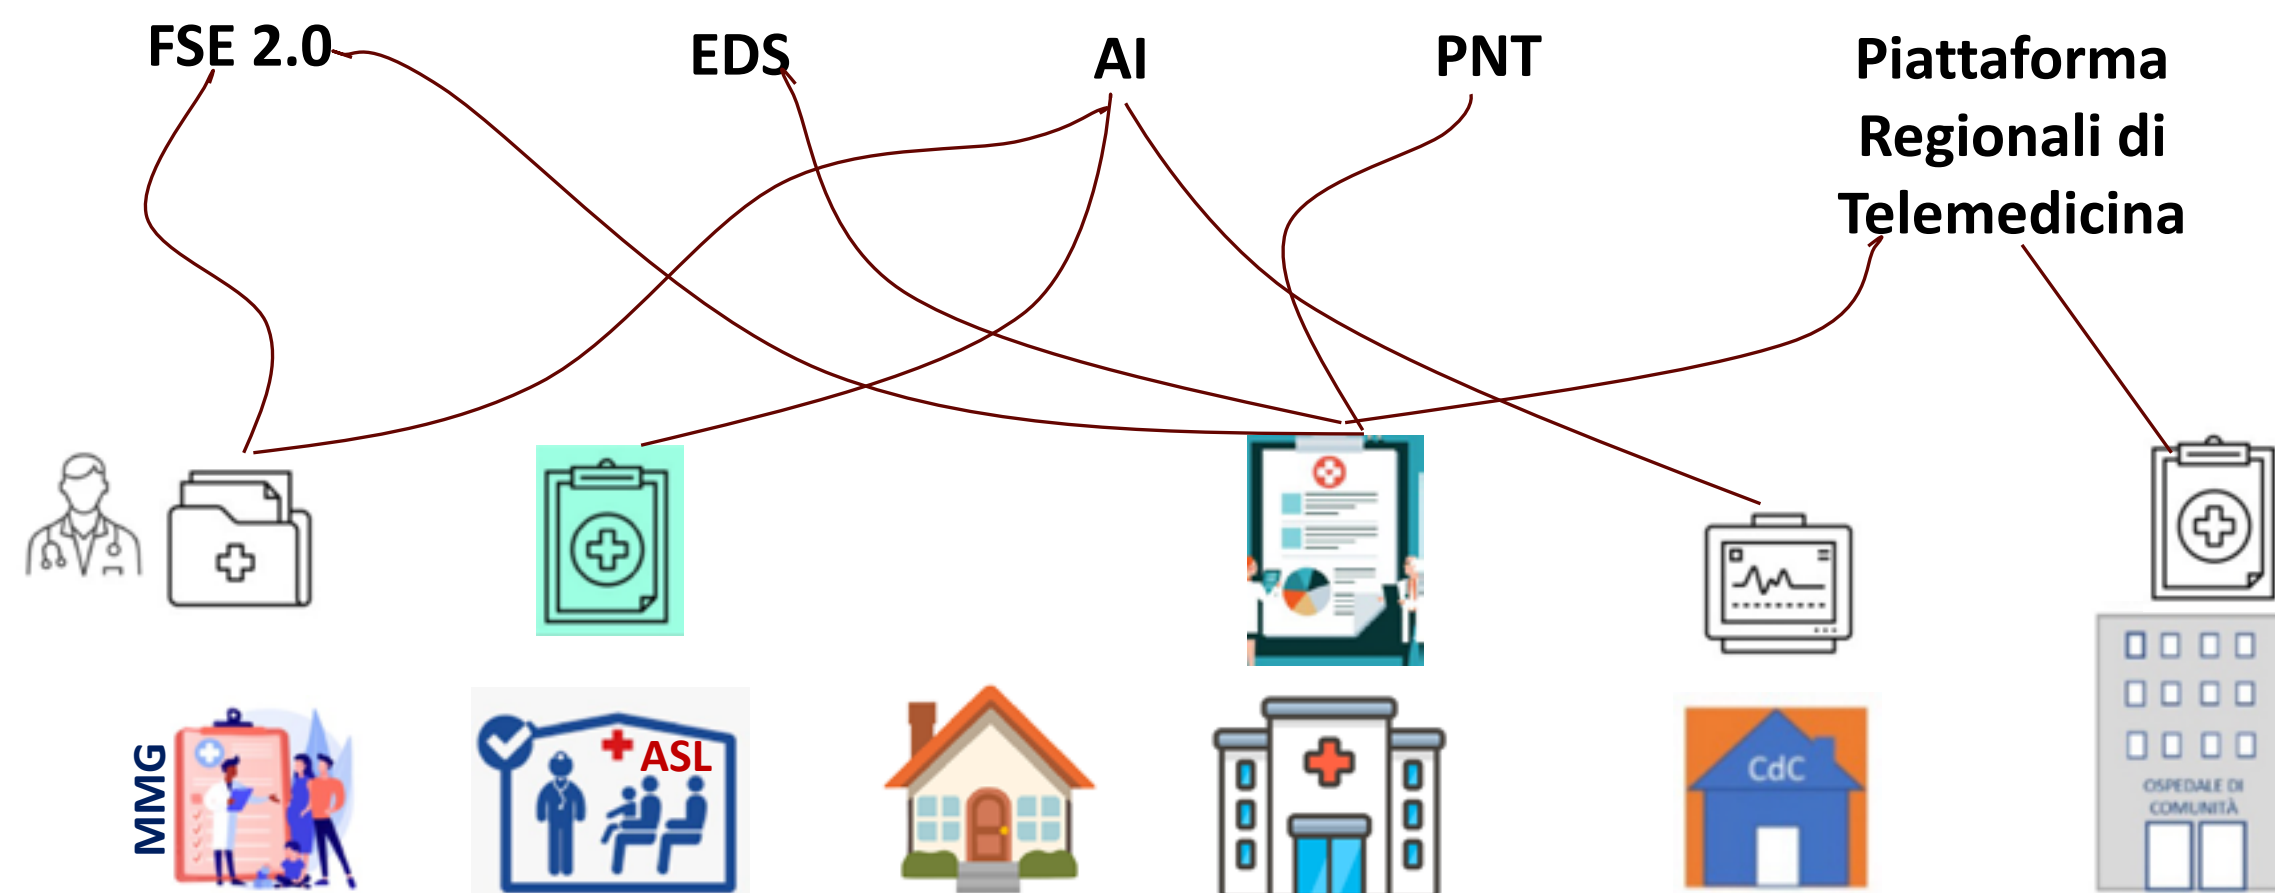 FSE 2.0
EDS
AI
PNT
Piattaforma
Regionali di
Telemedicina
MMG
ASL
CdC
OSPEDALE DI
COMUNITÀ